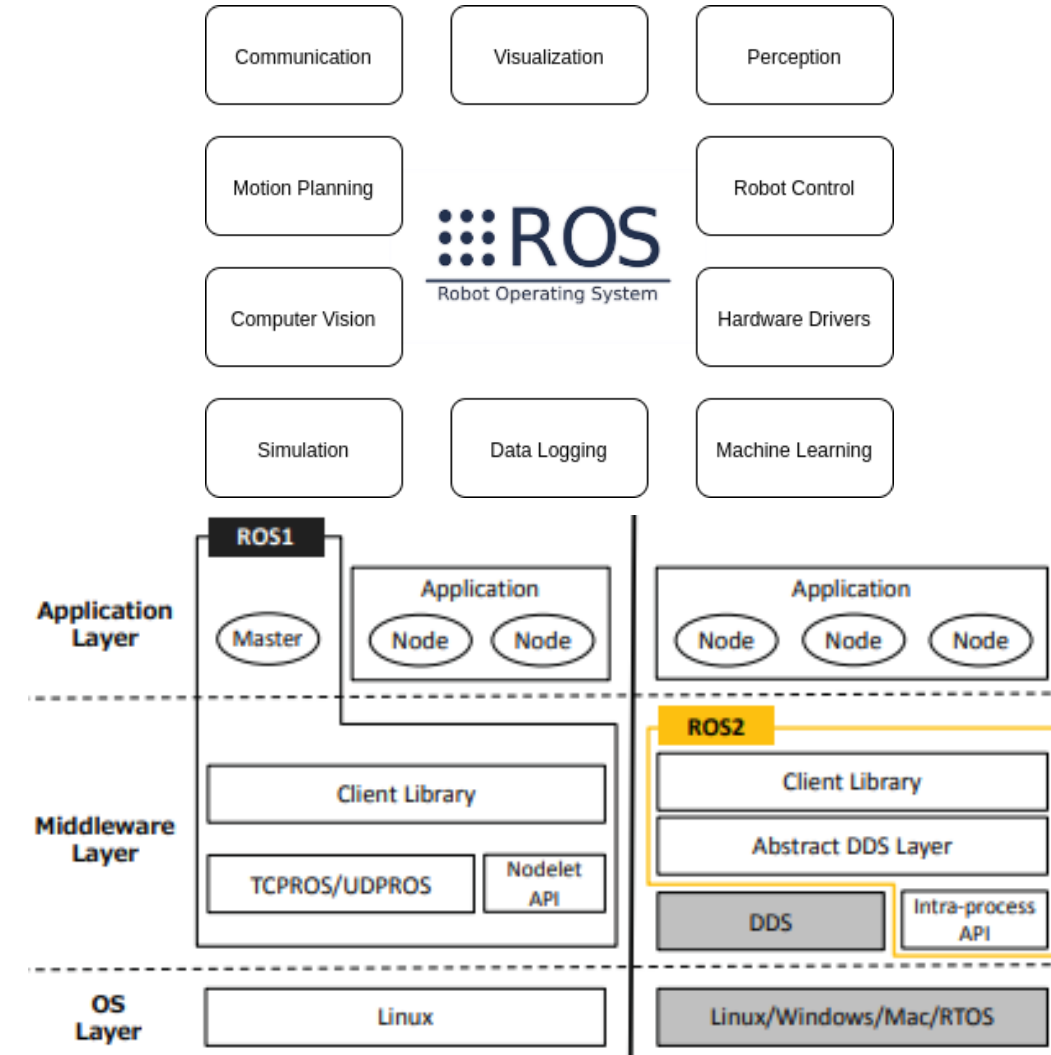 Communication
Visualization
Perception
Motion Planning
Robot Control
ROS
Robot Operating System
Computer Vision
Hardware Drivers
Simulation
Data Logging
Machine Learning
ROS1
Application
Layer
Master
Application
Node
Node
Application
Node
Node
Node
ROS2
Middleware
Layer
Client Library
TCPROS/UDPROS
Nodelet
API
Client Library
Abstract DDS Layer
DDS
Intra-process
API
OS
Layer
Linux
Linux/Windows/Mac/RTOS